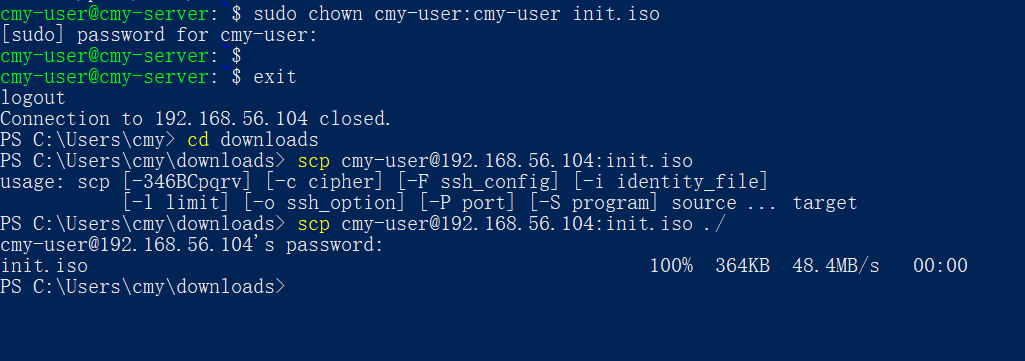 cmy-user@cmy-server: $ sudo chown cmy-user:cmy-user init.iso
[sudo] password for cmy-user:
cmy-user@cmy-server: $
cmy-user@cmy-server: $ exit
logout
Connection to 192.168.56.104 closed.
PS C:\Users\cmy> cd downloads
PS C:\Users\cmy\downloads> scp cmy-user@192.168.56.104:init.iso
usage: scp [-346BCpqrv] [-c cipher] [-F ssh_config] [-i identity_file]
           [-l limit] [-o ssh_option] [-P port] [-S program] source ... target
PS C:\Users\cmy\downloads> scp cmy-user@192.168.56.104:init.iso ./
cmy-user@192.168.56.104's password:
init.iso                                                  100%  364KB  48.4MB/s   00:00
PS C:\Users\cmy\downloads>